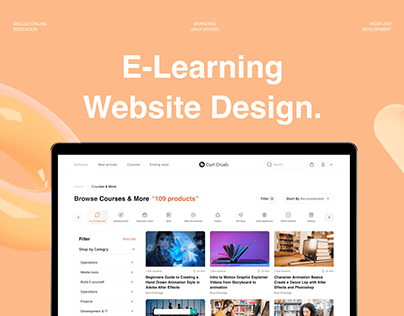 SKILLEX ONLINE
EDUCATION
BRANDING
UI/UX DESIGN
WEBFLOW
DEVLOPMENT
E-Learning
Website Design.
New arrivals
Courses
Ending soon
Craft Crush.
Search
Courses & More
Browse Courses & More "109 products"
Filter
Short By: Recommended
Filter
Shop by Category
Operations
Media tools
Build it yourself
Operations
Finance
Development & IT
Beginners Guide to Creating a
Hand Drawn Animation Style in
Adobe After Effects
Intro to Motion Graphic Explainer
Videos from Storyboard to
animation
Character Animation Basics:
Create a Dance Lop with After
Effects and Photoshop